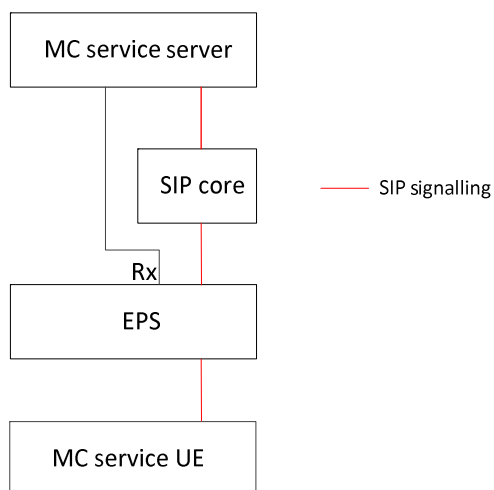 MC service server
SIP core
SIP signalling
Rx
EPS
MC service UE